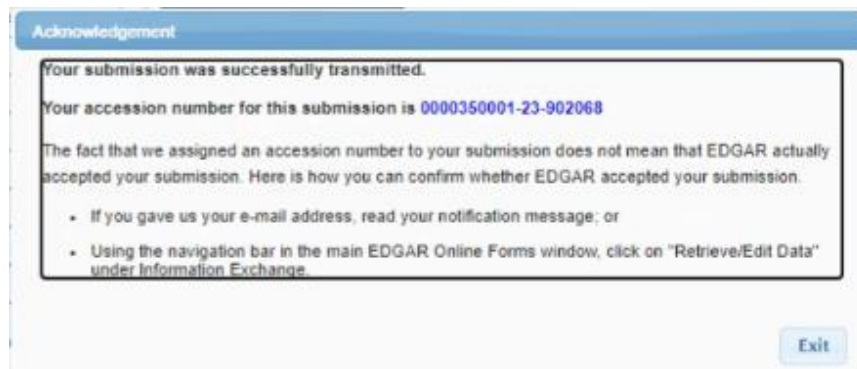 Acknowledgement
Your submission was successfully transmitted.
Your accession number for this submission is 0000350001-23-902068
The fact that we assigned an accession number to your submission does not mean that EDGAR actually
accepted your submission. Here is how you can confirm whether EDGAR accepted your submission.
• If you gave us your e-mail address, read your notification message; or
• Using the navigation bar in the main EDGAR Online Forms window, click on "Retrieve/Edit Data"
under Information Exchange.
Exit